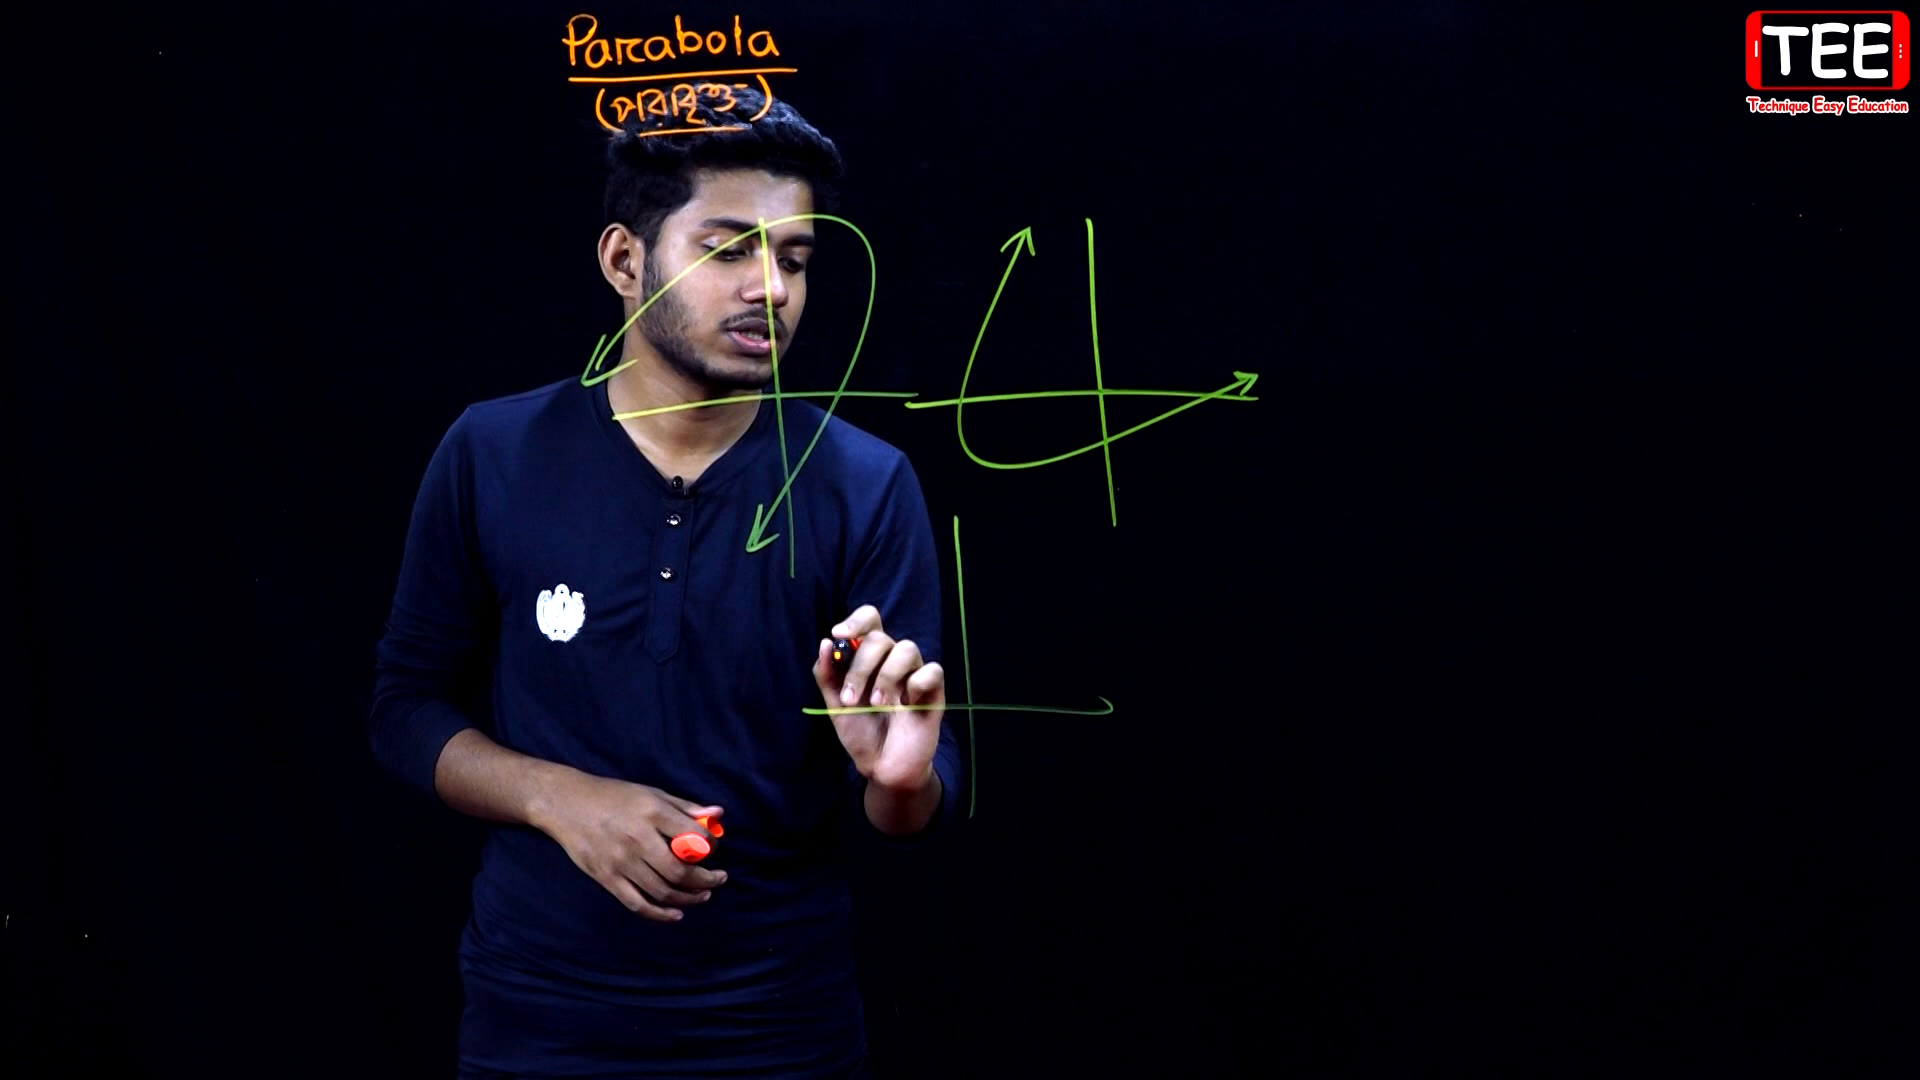 Parabola
(পরাবৃত্ত)
TEE
Technique Easy Education